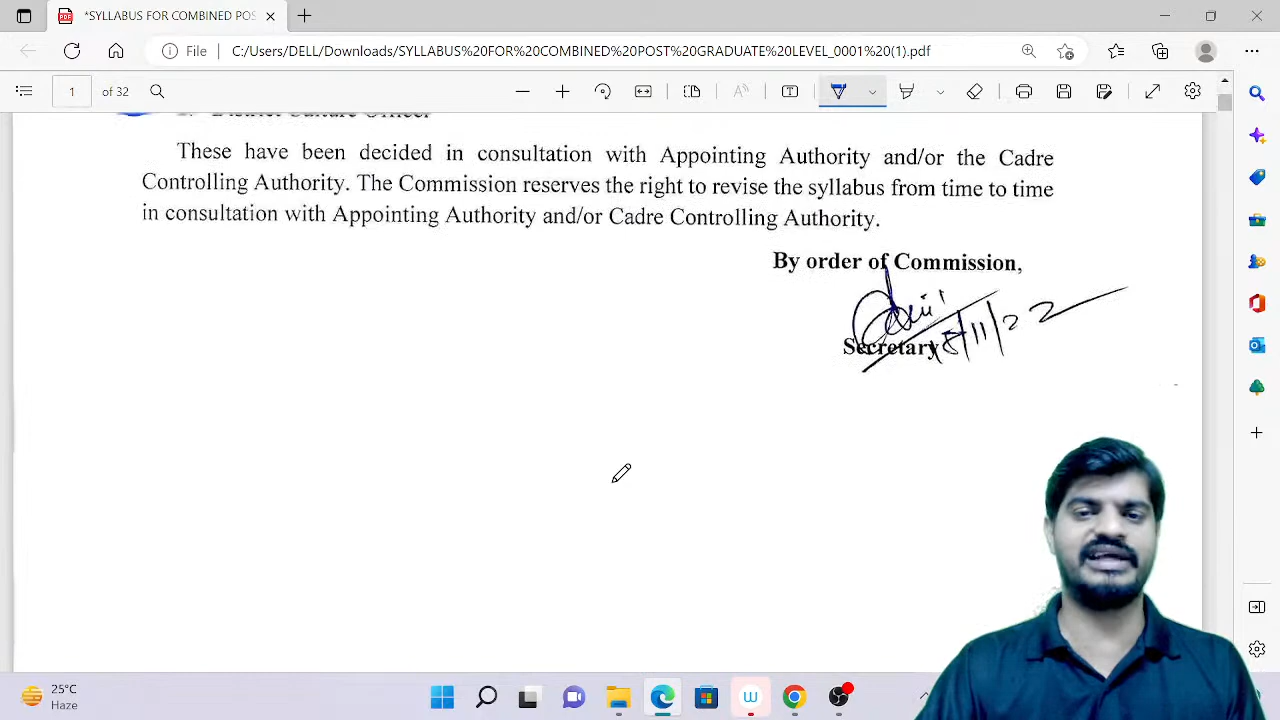 *SYLLABUS FOR COMBINED POS
File C:/Users/DELL/Downloads/SYLLABUS%20FOR%20COMBINED%20POST%20GRADUATE%20LEVEL_0001%20(1).pdf
1 of 32
District Culture Officer
These have been decided in consultation with Appointing Authority and/or the Cadre
Controlling Authority. The Commission reserves the right to revise the syllabus from time to time
in consultation with Appointing Authority and/or Cadre Controlling Authority.
By order of Commission,
Secretary
25°C
Haze